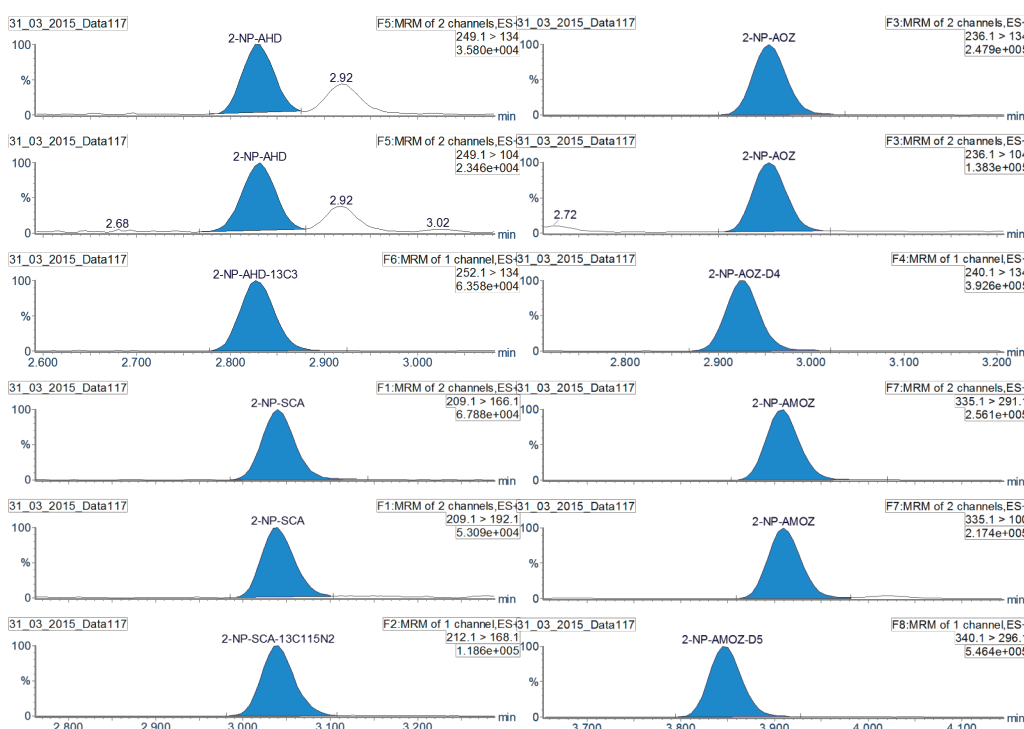 31_03_2015_Data117
F5:MRM of 2 channels,ES-
249.1 > 134
3.580e+004
2-NP-AHD
2.92
100
%
0
min
31_03_2015_Data117
F5:MRM of 2 channels,ES-
249.1 > 104
2.346e+004
2-NP-AHD
2.68
2.92
3.02
100
%
0
min
31_03_2015_Data117
F6:MRM of 1 channel,ES-
252.1 > 134
6.358e+004
2-NP-AHD-13C3
100
%
0
2.600 2.700 2.800 2.900 3.000
min
31_03_2015_Data117
F1:MRM of 2 channels,ES-
209.1 > 166.1
6.788e+004
2-NP-SCA
100
%
0
min
31_03_2015_Data117
F1:MRM of 2 channels,ES-
209.1 > 192.1
5.309e+004
2-NP-SCA
100
%
0
min
31_03_2015_Data117
F2:MRM of 1 channel,ES-
212.1 > 168.1
1.186e+005
2-NP-SCA-13C115N2
100
%
0
2.800 2.900 3.000 3.100 3.200
min
31_03_2015_Data117
F3:MRM of 2 channels,ES-
236.1 > 134
2.479e+005
2-NP-AOZ
100
%
0
min
31_03_2015_Data117
F3:MRM of 2 channels,ES-
236.1 > 104
1.383e+005
2-NP-AOZ
2.72
100
%
0
min
31_03_2015_Data117
F4:MRM of 1 channel,ES-
240.1 > 134
3.926e+005
2-NP-AOZ-D4
100
%
0
2.800 2.900 3.000 3.100 3.200
min
31_03_2015_Data117
F7:MRM of 2 channels,ES-
335.1 > 291.1
2.561e+005
2-NP-AMOZ
100
%
0
min
31_03_2015_Data117
F7:MRM of 2 channels,ES-
335.1 > 100
2.174e+005
2-NP-AMOZ
100
%
0
min
31_03_2015_Data117
F8:MRM of 1 channel,ES-
340.1 > 296.1
5.464e+005
2-NP-AMOZ-D5
100
%
0
3.700 3.800 3.900 4.000 4.100
min